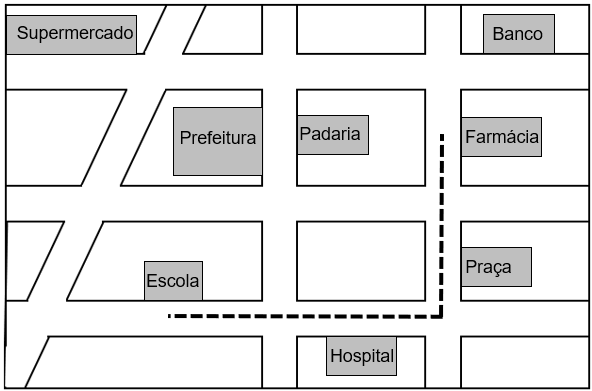 Supermercado
Banco
Prefeitura
Padaria
Farmácia
Escola
Praça
Hospital